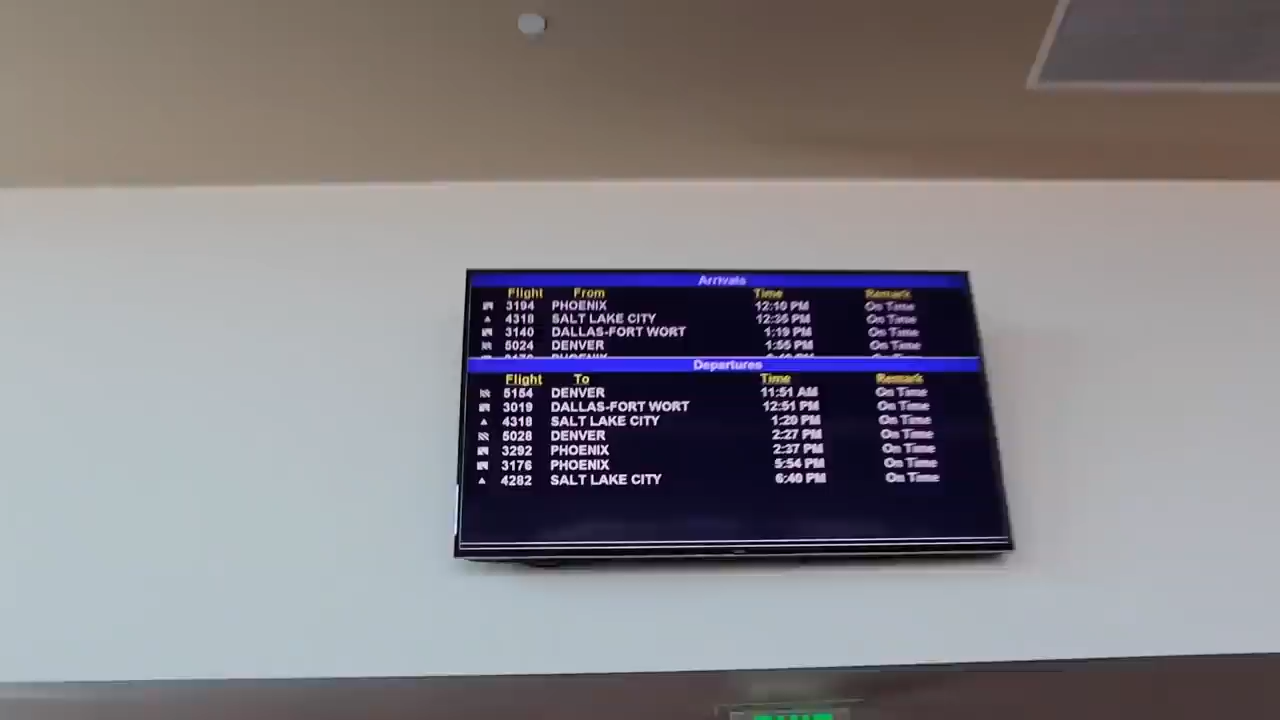 Arrivals
Flight From Time Remark
3194 PHOENIX 12:10 PM On Time
4318 SALT LAKE CITY 12:35 PM On Time
3140 DALLAS-FORT WORT 1:19 PM On Time
5024 DENVER 1:55 PM On Time
PHOENIX
Departures
Flight To Time Remark
5154 DENVER 11:51 AM On Time
3019 DALLAS-FORT WORT 12:51 PM On Time
4318 SALT LAKE CITY 1:20 PM On Time
5028 DENVER 2:27 PM On Time
3292 PHOENIX 2:37 PM On Time
3176 PHOENIX 5:54 PM On Time
4282 SALT LAKE CITY 6:40 PM On Time